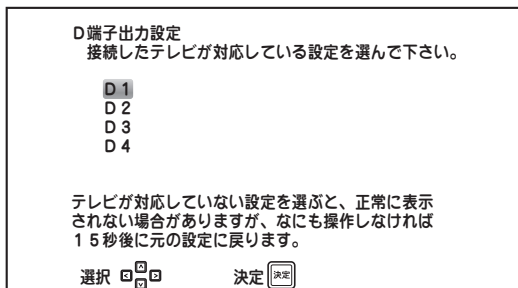 D端子出力設定
接続したテレビが対応している設定を選んで下さい。
D1
D2
D3
D4
テレビが対応していない設定を選ぶと、正常に表示
されない場合がありますが、なにも操作しなければ
15秒後に元の設定に戻ります。
選択 決定 決定